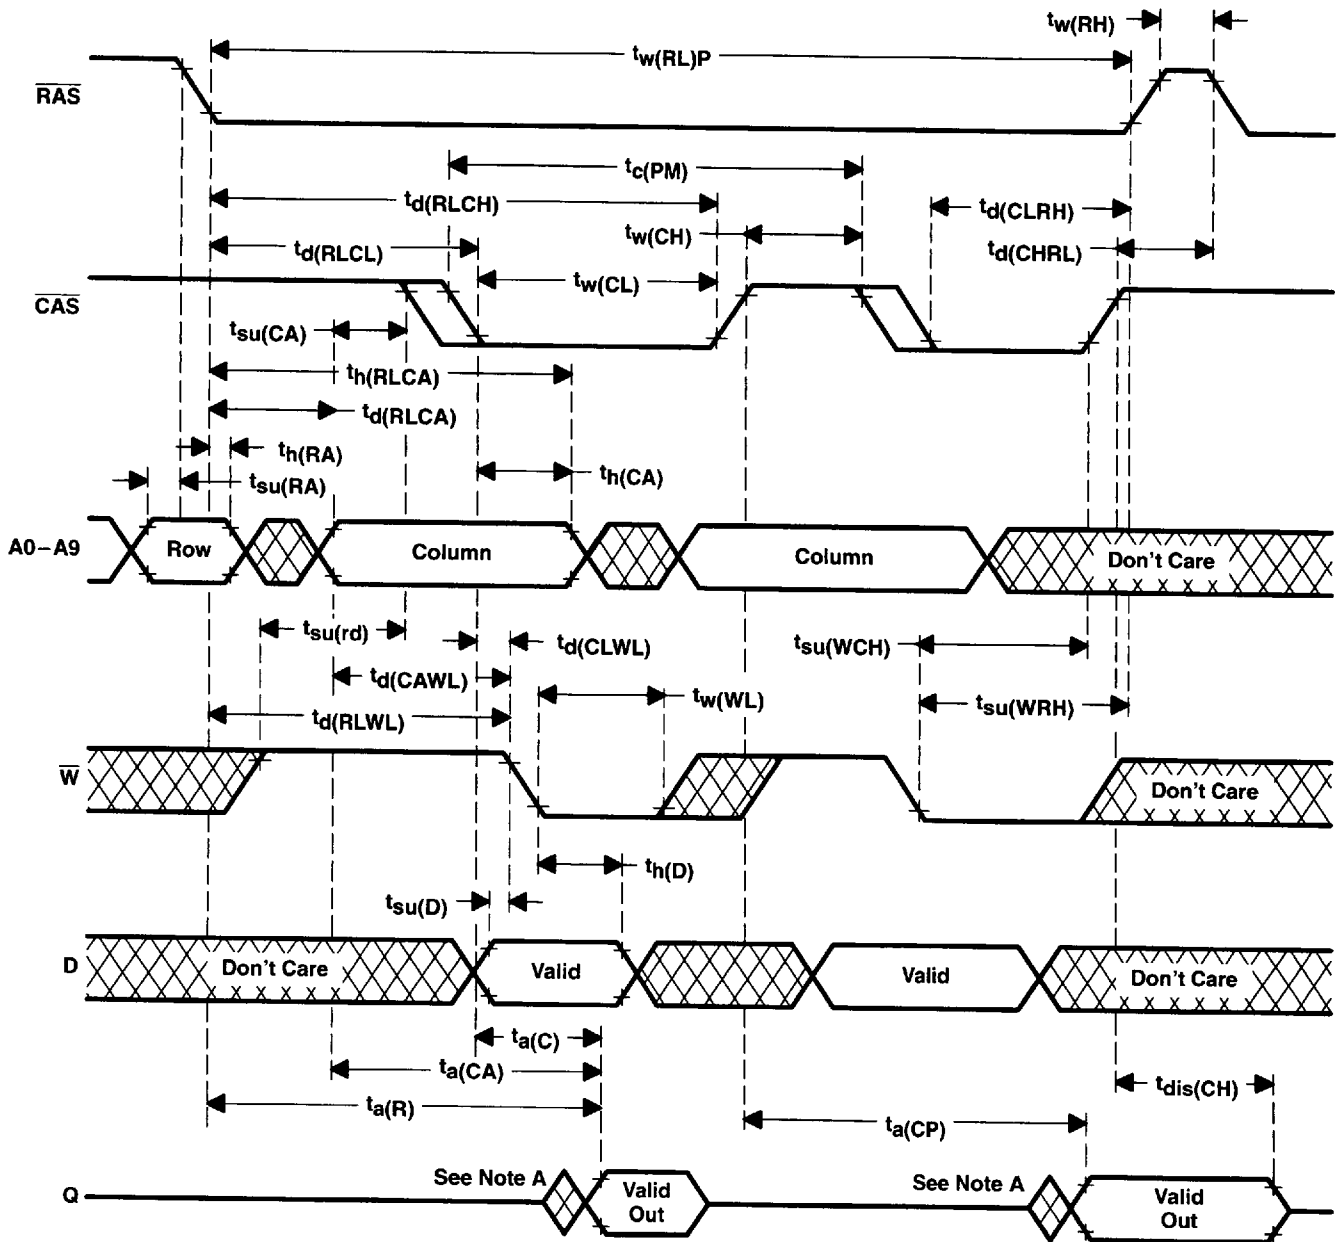 tw(RH)
tw(RL)P
RAS
tc(PM)
td(RLCH)
td(CLRH)
tw(CH)
td(RLCL)
td(CHRL)
tw(CL)
CAS
tsu(CA)
th(RLCA)
td(RLCA)
th(RA)
th(CA)
tsu(RA)
A0–A9
Row
Column
Column
Don't Care
tsu(rd)
td(CLWL)
tsu(WCH)
td(CAWL)
tw(WL)
tsu(WRH)
td(RLWL)
W
Don't Care
th(D)
tsu(D)
D
Don't Care
Valid
Valid
Don't Care
ta(C)
ta(CA)
tdis(CH)
ta(R)
ta(CP)
See Note A
See Note A
Q
Valid
Out
Valid
Out